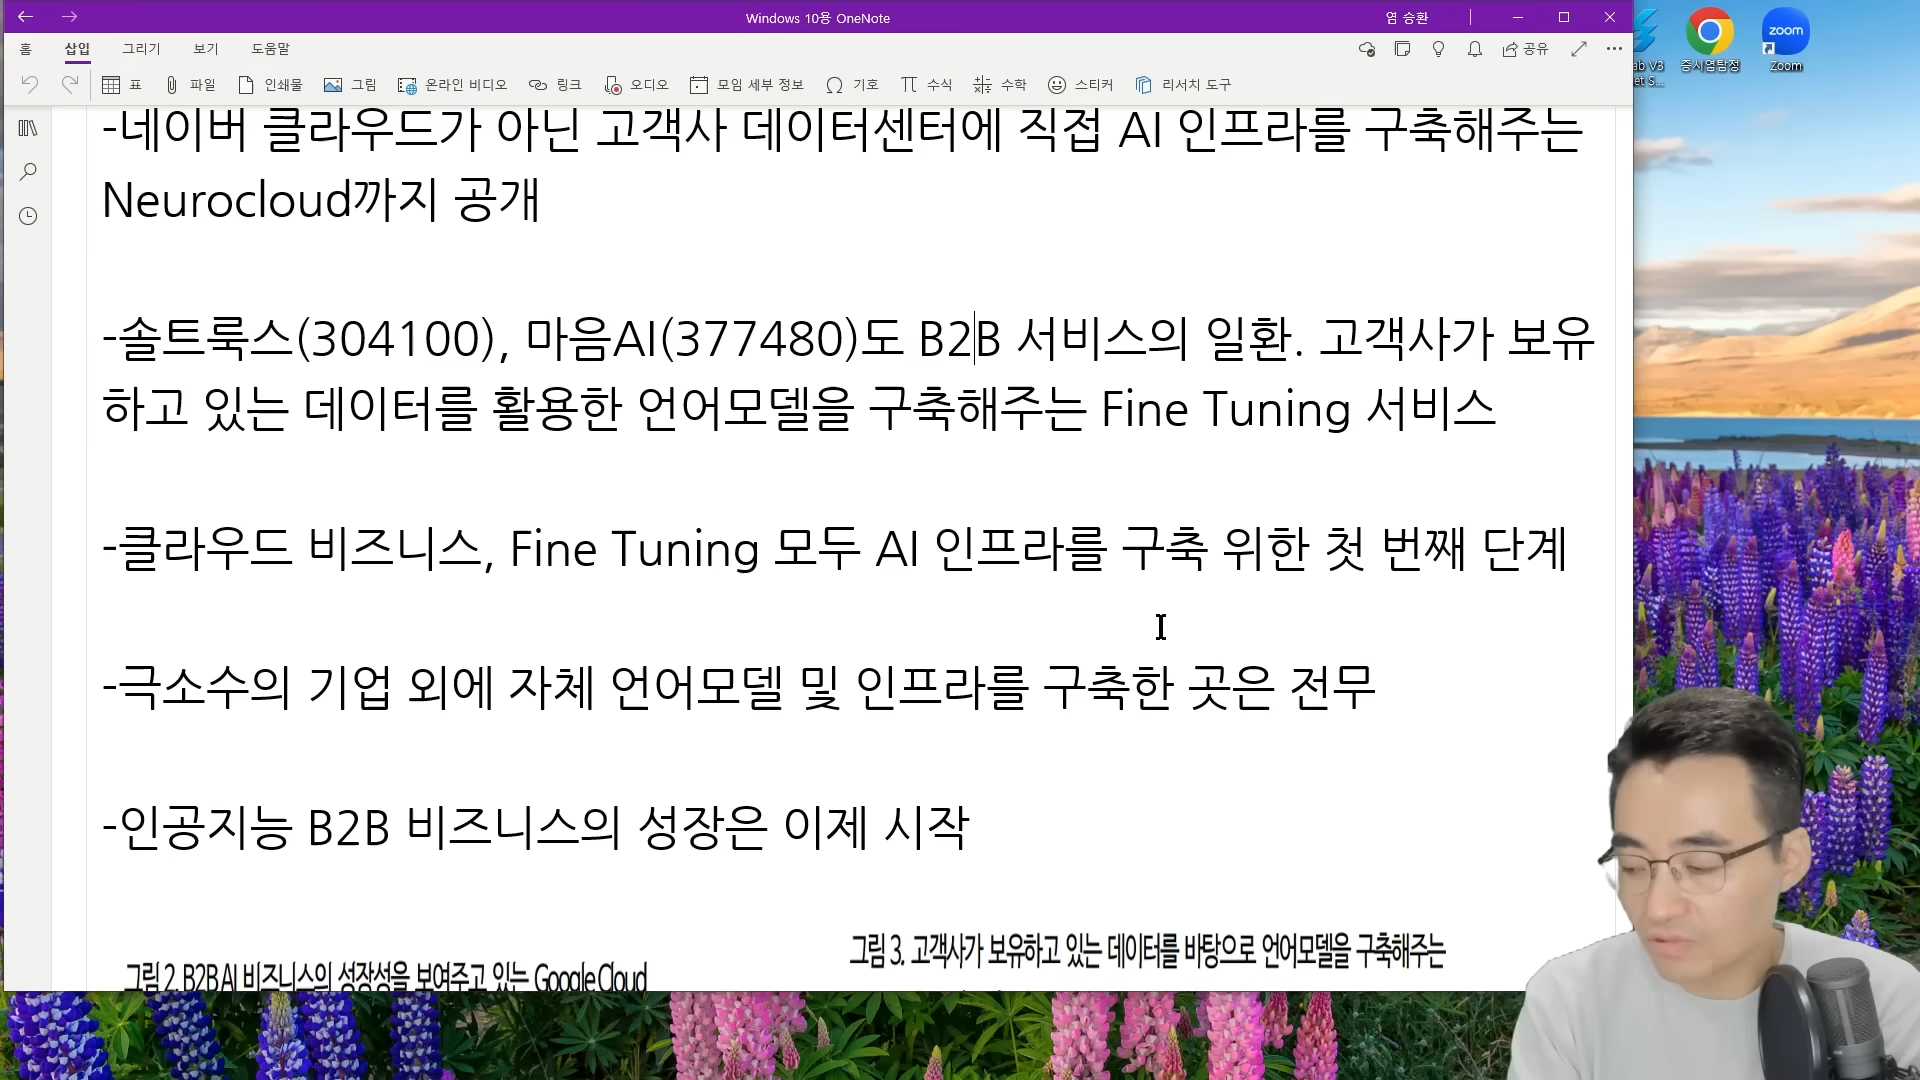 Windows 10용 OneNote
염 승환
홈 삽입 그리기 보기 도움말
공유
표 파일 인쇄물 그림 온라인 비디오 링크 오디오 모임 세부 정보 기호 수식 수학 스티커 리서치 도구
-네이버 클라우드가 아닌 고객사 데이터센터에 직접 AI 인프라를 구축해주는
Neurocloud까지 공개
-솔트룩스(304100), 마음AI(377480)도 B2B 서비스의 일환. 고객사가 보유
하고 있는 데이터를 활용한 언어모델을 구축해주는 Fine Tuning 서비스
-클라우드 비즈니스, Fine Tuning 모두 AI 인프라를 구축 위한 첫 번째 단계
-극소수의 기업 외에 자체 언어모델 및 인프라를 구축한 곳은 전무
-인공지능 B2B 비즈니스의 성장은 이제 시작
그림 3. 고객사가 보유하고 있는 데이터를 바탕으로 언어모델을 구축해주는
그림 2. B2B AI 비즈니스의 성장성을 보여주고 있는 Google Cloud
ab V3
et S...
증시염탐정
zoom
Zoom